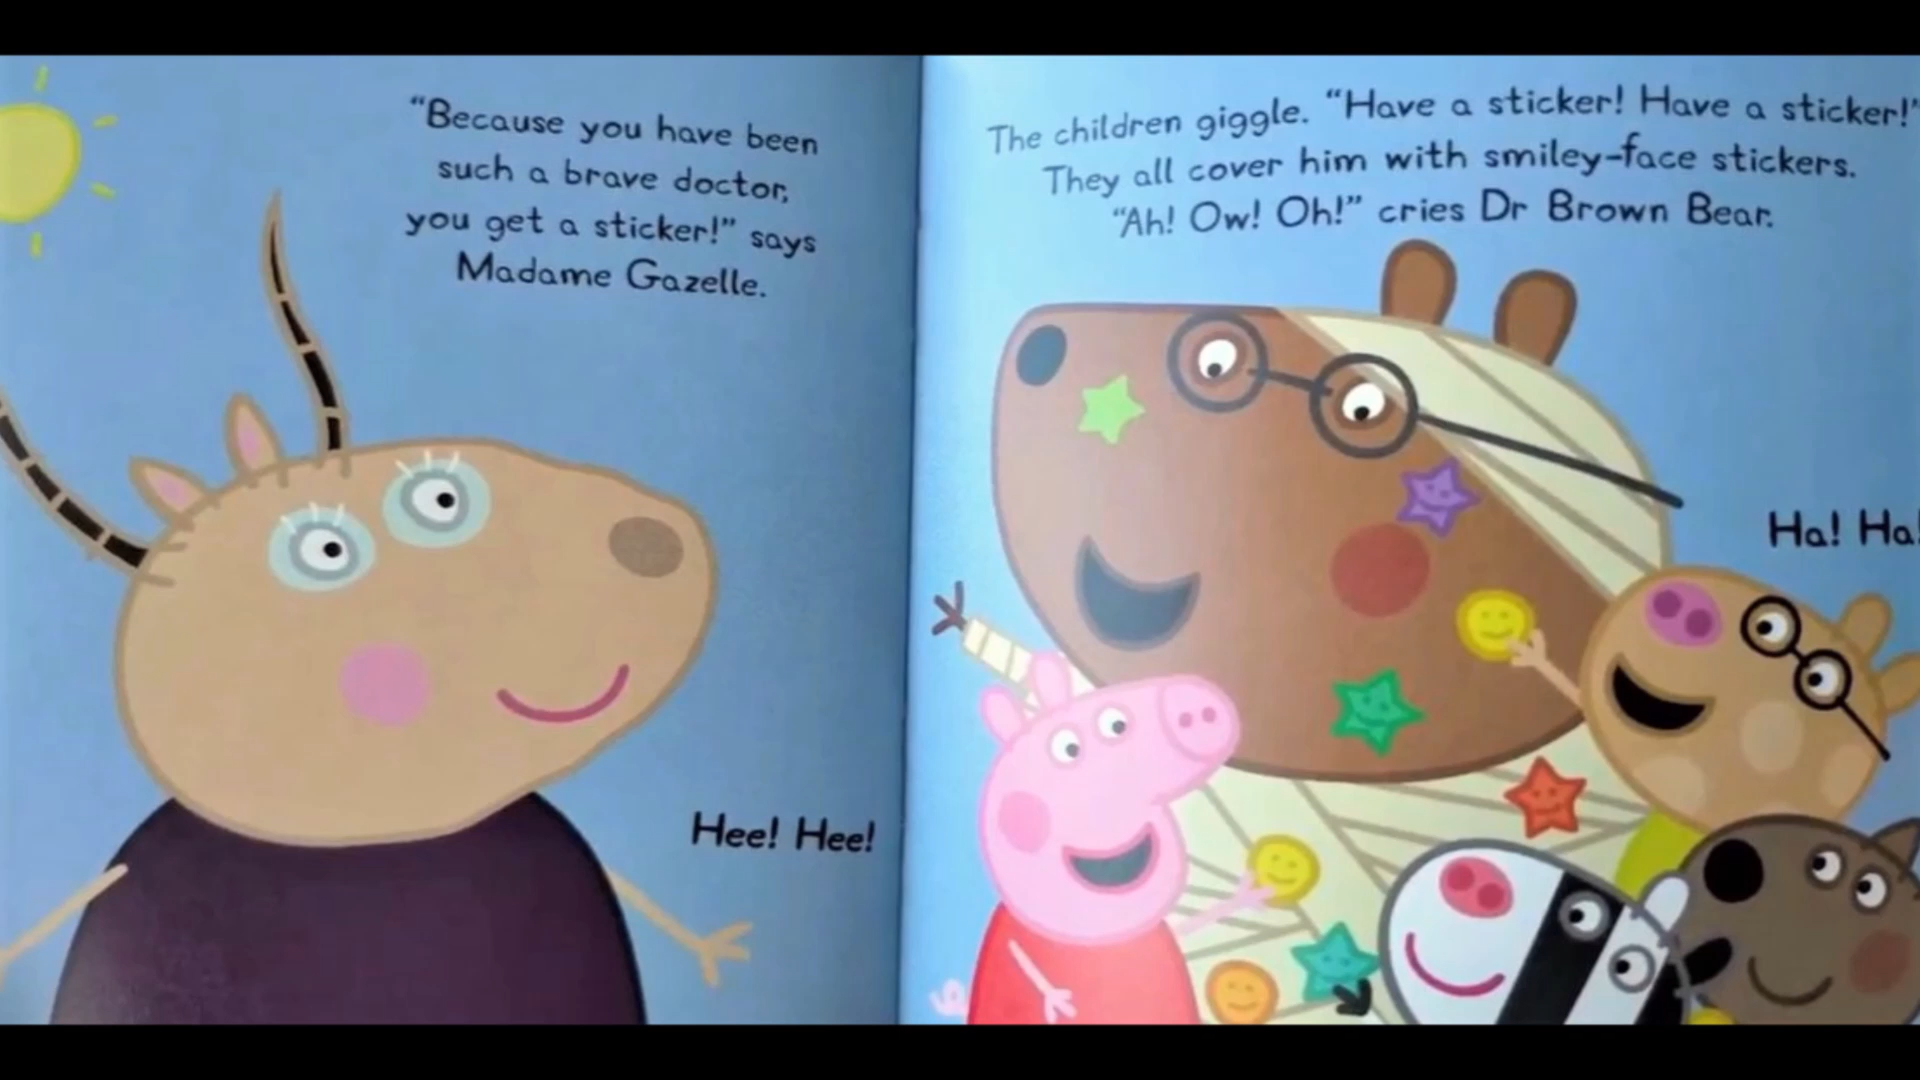 “Because you have been
such a brave doctor,
you get a sticker!” says
Madame Gazelle.
Hee! Hee!
The children giggle. “Have a sticker! Have a sticker!”
They all cover him with smiley-face stickers.
“Ah! Ow! Oh!” cries Dr Brown Bear.
Ha! Ha!